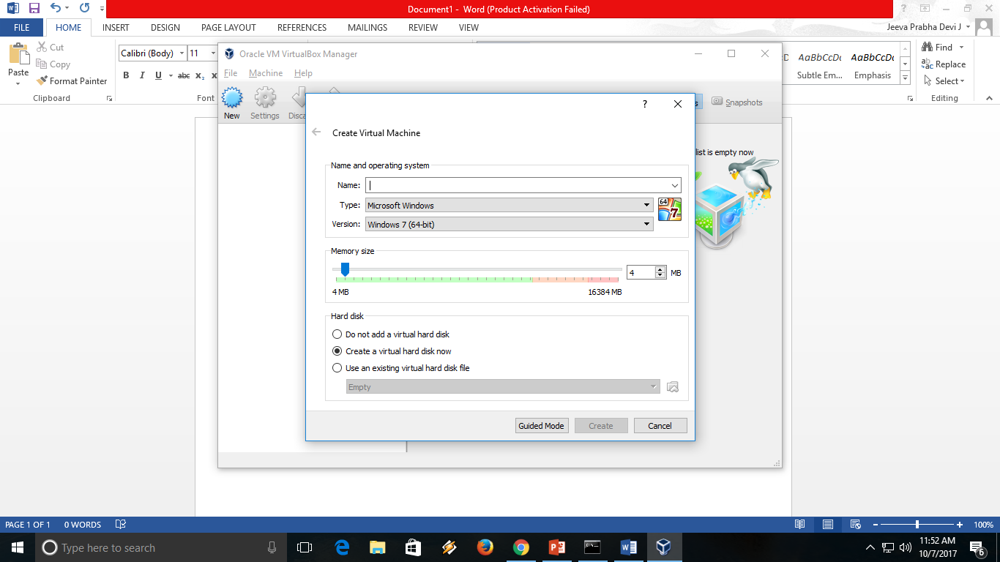 Document1 - Word (Product Activation Failed)
FILE HOME INSERT DESIGN PAGE LAYOUT REFERENCES MAILINGS REVIEW VIEW Jeeva Prabha Devi J
Cut
Copy
Format Painter
Paste
Clipboard
Calibri (Body) 11
B I U abc x₂ x
Font
AaBbCcDc AaBbCcDc
Subtle Em... Emphasis
Find
Replace
Select
Editing
Oracle VM VirtualBox Manager
File Machine Help
New Settings Disca
s Snapshots
list is empty now
?
Create Virtual Machine
Name and operating system
Name:
Type: Microsoft Windows
64
7
Version: Windows 7 (64-bit)
Memory size
4 MB
4 MB 16384 MB
Hard disk
Do not add a virtual hard disk
Create a virtual hard disk now
Use an existing virtual hard disk file
Empty
Guided Mode Create Cancel
PAGE 1 OF 1 0 WORDS 100%
Type here to search
11:52 AM
10/7/2017
6